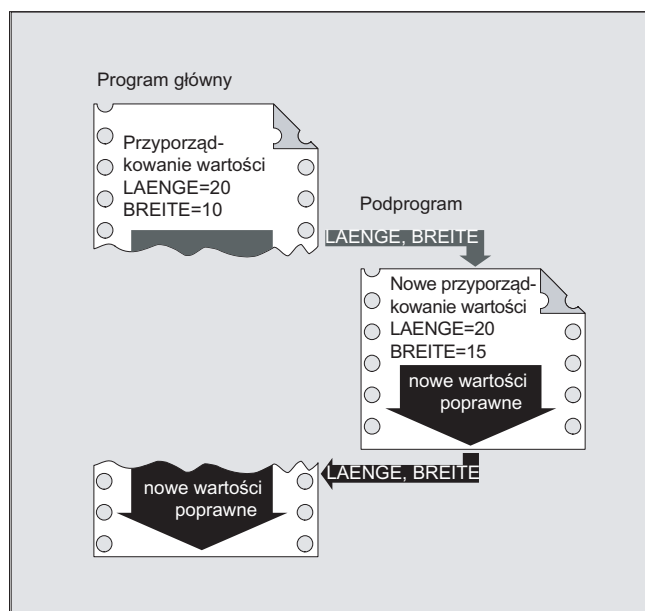 Program główny
Przyporząd-
kowanie wartości
LAENGE=20
BREITE=10
Podprogram
LAENGE, BREITE
Nowe przyporząd-
kowanie wartości
LAENGE=20
BREITE=15
nowe wartości
poprawne
LAENGE, BREITE
nowe wartości
poprawne